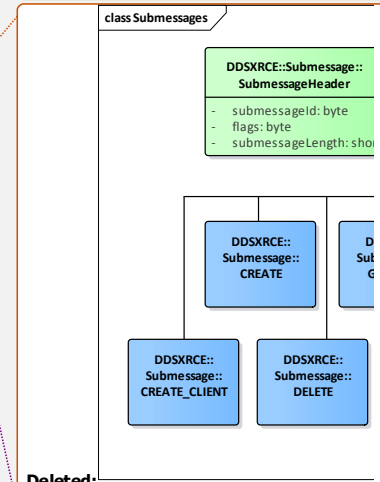 class Submessages
DDSXRCE::Submessage::
SubmessageHeader
- submessageId: byte
- flags: byte
- submessageLength: shor
DDSXRCE::
Submessage::
CREATE
D
Sub
G
DDSXRCE::
Submessage::
CREATE_CLIENT
DDSXRCE::
Submessage::
DELETE
Deleted: